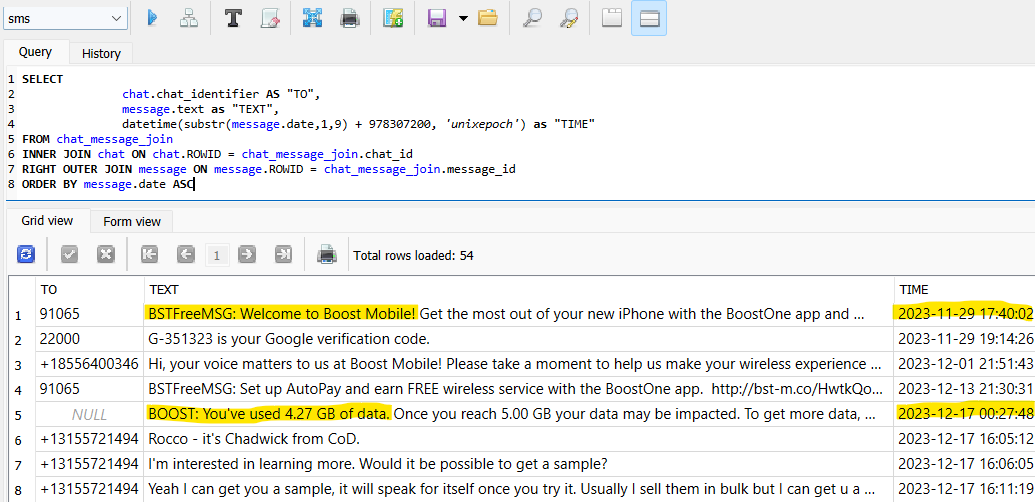 sms
Query History
1 SELECT
2 chat.chat_identifier AS "TO",
3 message.text as "TEXT",
4 datetime(substr(message.date,1,9) + 978307200, 'unixepoch') as "TIME"
5 FROM chat_message_join
6 INNER JOIN chat ON chat.ROWID = chat_message_join.chat_id
7 RIGHT OUTER JOIN message ON message.ROWID = chat_message_join.message_id
8 ORDER BY message.date ASC
Grid view Form view
1 Total rows loaded: 54
TO TEXT TIME
1 91065 BSTFreeMSG: Welcome to Boost Mobile! Get the most out of your new iPhone with the BoostOne app and ... 2023-11-29 17:40:02
2 22000 G-351323 is your Google verification code. 2023-11-29 19:14:26
3 +18556400346 Hi, your voice matters to us at Boost Mobile! Please take a moment to help us make your wireless experience ... 2023-12-01 21:51:43
4 91065 BSTFreeMSG: Set up AutoPay and earn FREE wireless service with the BoostOne app. http://bst-m.co/HwtkQo... 2023-12-13 21:30:31
5 NULL BOOST: You've used 4.27 GB of data. Once you reach 5.00 GB your data may be impacted. To get more data, ... 2023-12-17 00:27:48
6 +13155721494 Rocco - it's Chadwick from CoD. 2023-12-17 16:05:12
7 +13155721494 I'm interested in learning more. Would it be possible to get a sample? 2023-12-17 16:06:05
8 +13155721494 Yeah I can get you a sample, it will speak for itself once you try it. Usually I sell them in bulk but I can get u a ... 2023-12-17 16:11:19